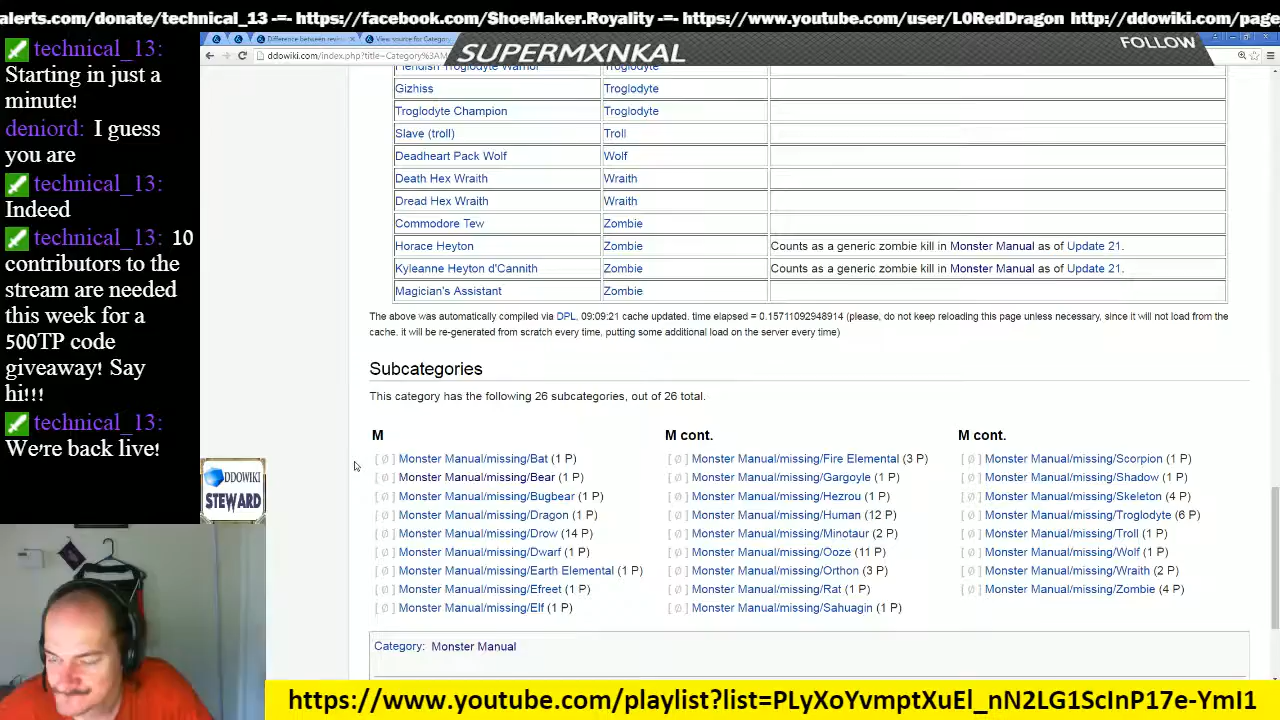 alerts.com/donate/technical_13 -=- https://facebook.com/ShoeMaker.Royality -=- https://www.youtube.com/user/L0RedDragon http://ddowiki.com/page
technical_13:
Starting in just a
minute!
deniord: I guess
you are
technical_13:
Indeed
technical_13: 10
contributors to the
stream are needed
this week for a
500TP code
giveaway! Say
hi!!!
technical_13:
We're back live!
Difference between revis
View source for Categor
ddowiki.com/index.php?title=Category%3AM
SUPERMXNKAL
FOLLOW
Fiendish Troglodyte Warrior Troglodyte
Gizhiss Troglodyte
Troglodyte Champion Troglodyte
Slave (troll) Troll
Deadheart Pack Wolf Wolf
Death Hex Wraith Wraith
Dread Hex Wraith Wraith
Commodore Tew Zombie
Horace Heyton Zombie Counts as a generic zombie kill in Monster Manual as of Update 21.
Kyleanne Heyton d'Cannith Zombie Counts as a generic zombie kill in Monster Manual as of Update 21.
Magician's Assistant Zombie
The above was automatically compiled via DPL, 09:09:21 cache updated. time elapsed = 0.15711092948914 (please, do not keep reloading this page unless necessary, since it will not load from the
cache. it will be re-generated from scratch every time, putting some additional load on the server every time)
Subcategories
This category has the following 26 subcategories, out of 26 total.
M
[ ∅ ] Monster Manual/missing/Bat (1 P)
[ ∅ ] Monster Manual/missing/Bear (1 P)
[ ∅ ] Monster Manual/missing/Bugbear (1 P)
[ ∅ ] Monster Manual/missing/Dragon (1 P)
[ ∅ ] Monster Manual/missing/Drow (14 P)
[ ∅ ] Monster Manual/missing/Dwarf (1 P)
[ ∅ ] Monster Manual/missing/Earth Elemental (1 P)
[ ∅ ] Monster Manual/missing/Efreet (1 P)
[ ∅ ] Monster Manual/missing/Elf (1 P)
M cont.
[ ∅ ] Monster Manual/missing/Fire Elemental (3 P)
[ ∅ ] Monster Manual/missing/Gargoyle (1 P)
[ ∅ ] Monster Manual/missing/Hezrou (1 P)
[ ∅ ] Monster Manual/missing/Human (12 P)
[ ∅ ] Monster Manual/missing/Minotaur (2 P)
[ ∅ ] Monster Manual/missing/Ooze (11 P)
[ ∅ ] Monster Manual/missing/Orthon (3 P)
[ ∅ ] Monster Manual/missing/Rat (1 P)
[ ∅ ] Monster Manual/missing/Sahuagin (1 P)
M cont.
[ ∅ ] Monster Manual/missing/Scorpion (1 P)
[ ∅ ] Monster Manual/missing/Shadow (1 P)
[ ∅ ] Monster Manual/missing/Skeleton (4 P)
[ ∅ ] Monster Manual/missing/Troglodyte (6 P)
[ ∅ ] Monster Manual/missing/Troll (1 P)
[ ∅ ] Monster Manual/missing/Wolf (1 P)
[ ∅ ] Monster Manual/missing/Wraith (2 P)
[ ∅ ] Monster Manual/missing/Zombie (4 P)
Category: Monster Manual
DDOWIKI
STEWARD
https://www.youtube.com/playlist?list=PLyXoYvmptXuEl_nN2LG1ScInP17e-YmI1